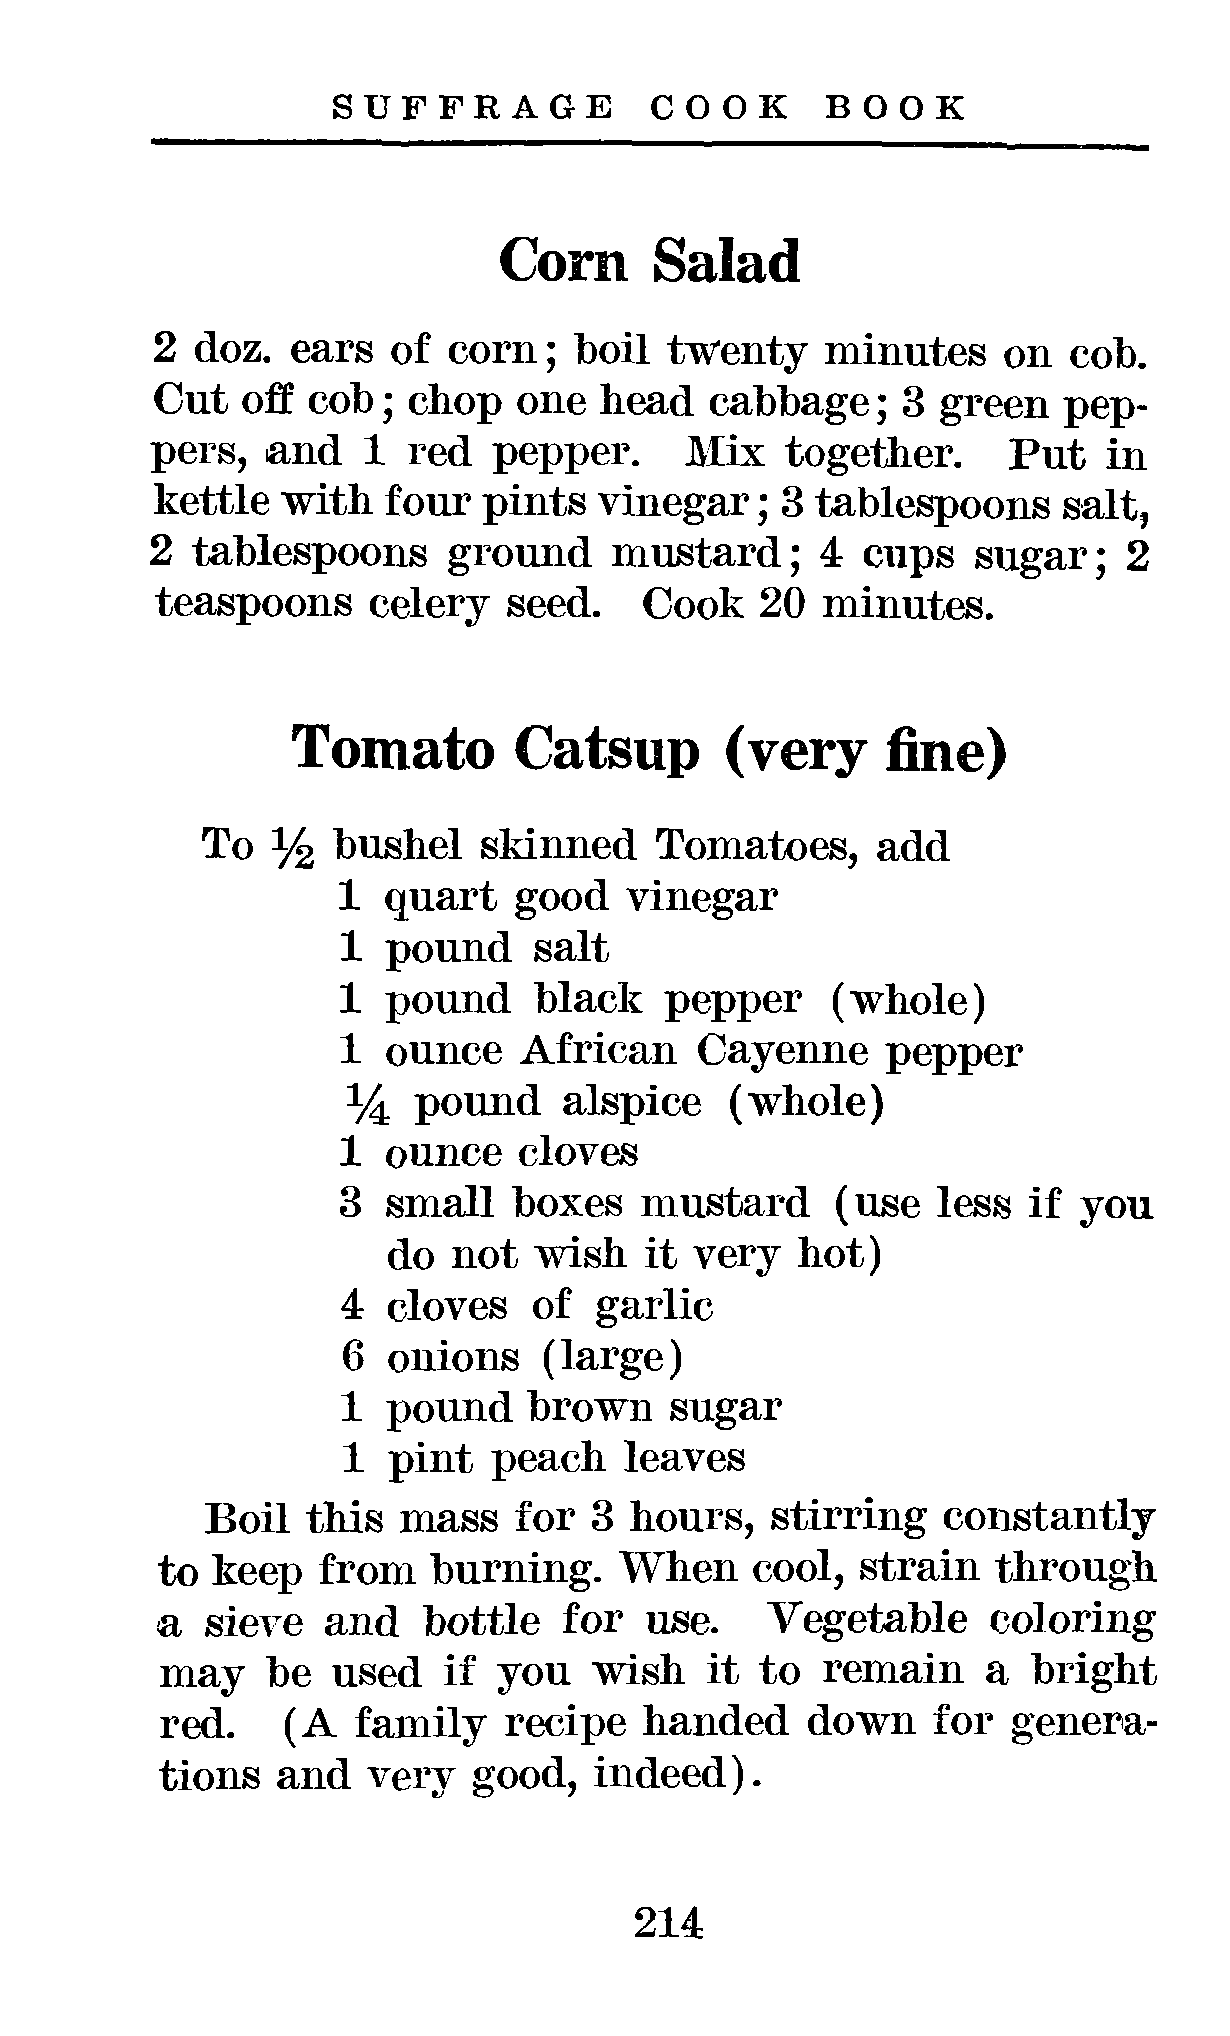 SUFFRAGE COOK BOOK
Corn Salad
2 doz. ears of corn; boil twenty minutes on cob.
Cut off cob; chop one head cabbage; 3 green pep-
pers, and 1 red pepper. Mix together. Put in
kettle with four pints vinegar; 3 tablespoons salt,
2 tablespoons ground mustard; 4 cups sugar; 2
teaspoons celery seed. Cook 20 minutes.
Tomato Catsup (very fine)
To ½ bushel skinned Tomatoes, add
1 quart good vinegar
1 pound salt
1 pound black pepper (whole)
1 ounce African Cayenne pepper
¼ pound alspice (whole)
1 ounce cloves
3 small boxes mustard (use less if you
do not wish it very hot)
4 cloves of garlic
6 onions (large)
1 pound brown sugar
1 pint peach leaves
Boil this mass for 3 hours, stirring constantly
to keep from burning. When cool, strain through
a sieve and bottle for use. Vegetable coloring
may be used if you wish it to remain a bright
red. (A family recipe handed down for genera-
tions and very good, indeed).
214